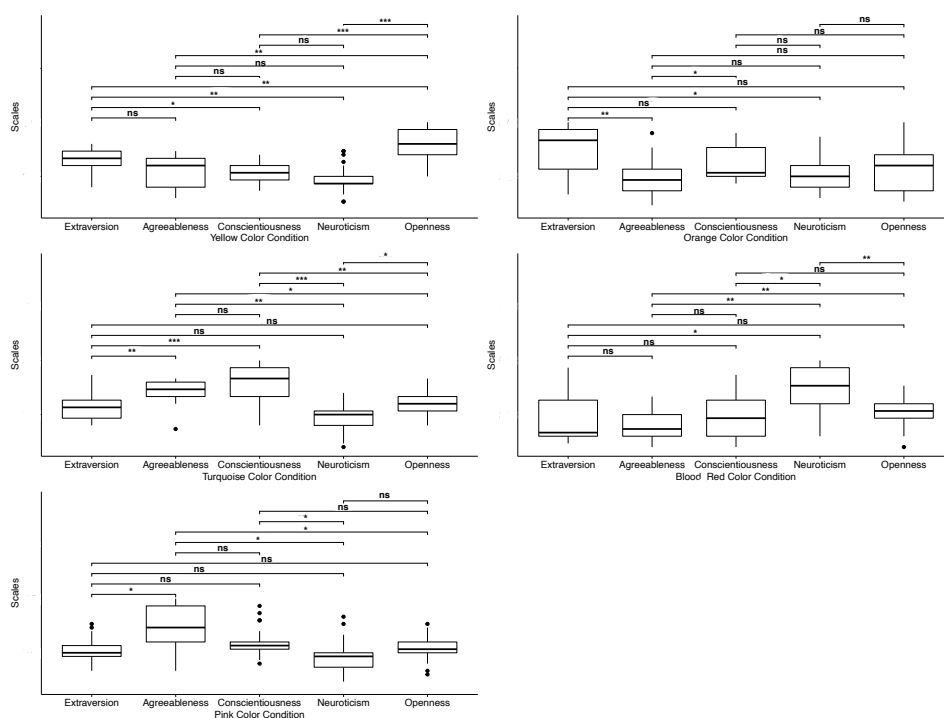 ***
***
ns
**
ns
ns
**
**
*
ns
Scales
Extraversion Agreeableness Conscientiousness Neuroticism Openness
Yellow Color Condition
ns
ns
ns
ns
ns
*
ns
*
ns
**
Scales
Extraversion Agreeableness Conscientiousness Neuroticism Openness
Orange Color Condition
*
**
***
*
**
ns
ns
ns
***
**
Scales
Extraversion Agreeableness Conscientiousness Neuroticism Openness
Turquoise Color Condition
**
ns
*
**
**
ns
ns
*
ns
ns
Scales
Extraversion Agreeableness Conscientiousness Neuroticism Openness
Blood Red Color Condition
ns
ns
*
*
*
ns
ns
ns
ns
*
Scales
Extraversion Agreeableness Conscientiousness Neuroticism Openness
Pink Color Condition